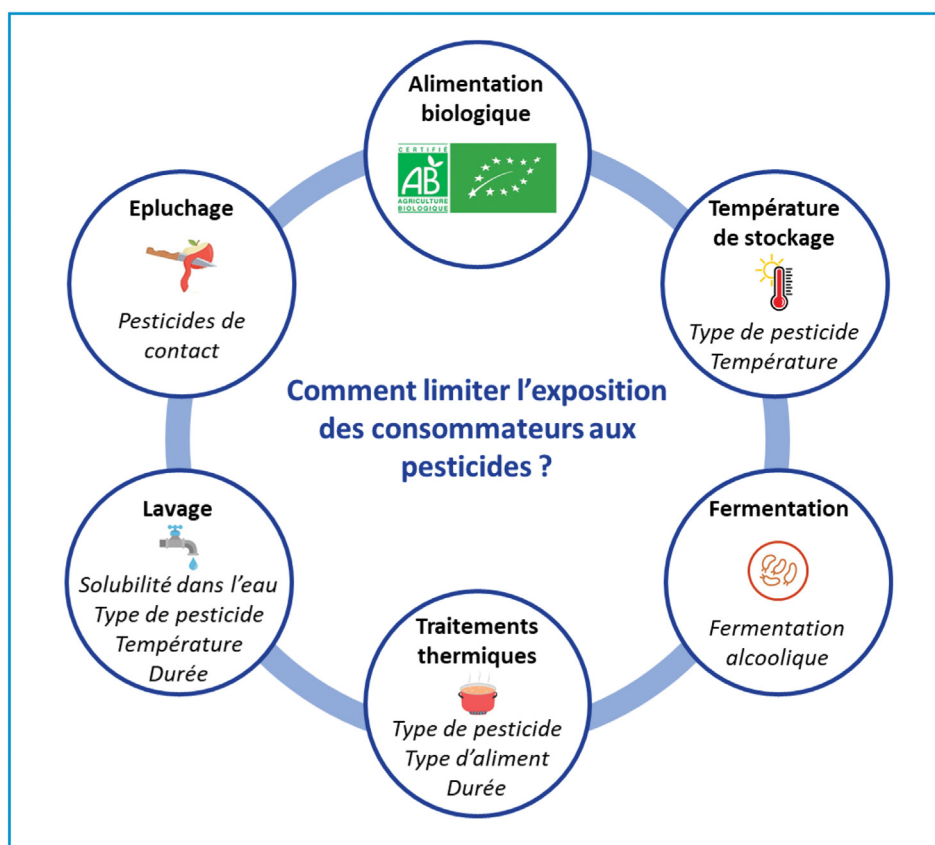 Alimentation
biologique
CERTIFIÉ
AB
AGRICULTURE
BIOLOGIQUE
Température
de stockage
Type de pesticide
Température
Fermentation
Fermentation
alcoolique
Traitements
thermiques
Type de pesticide
Type d'aliment
Durée
Lavage
Solubilité dans l'eau
Type de pesticide
Température
Durée
Epluchage
Pesticides de
contact
Comment limiter l'exposition
des consommateurs aux
pesticides ?